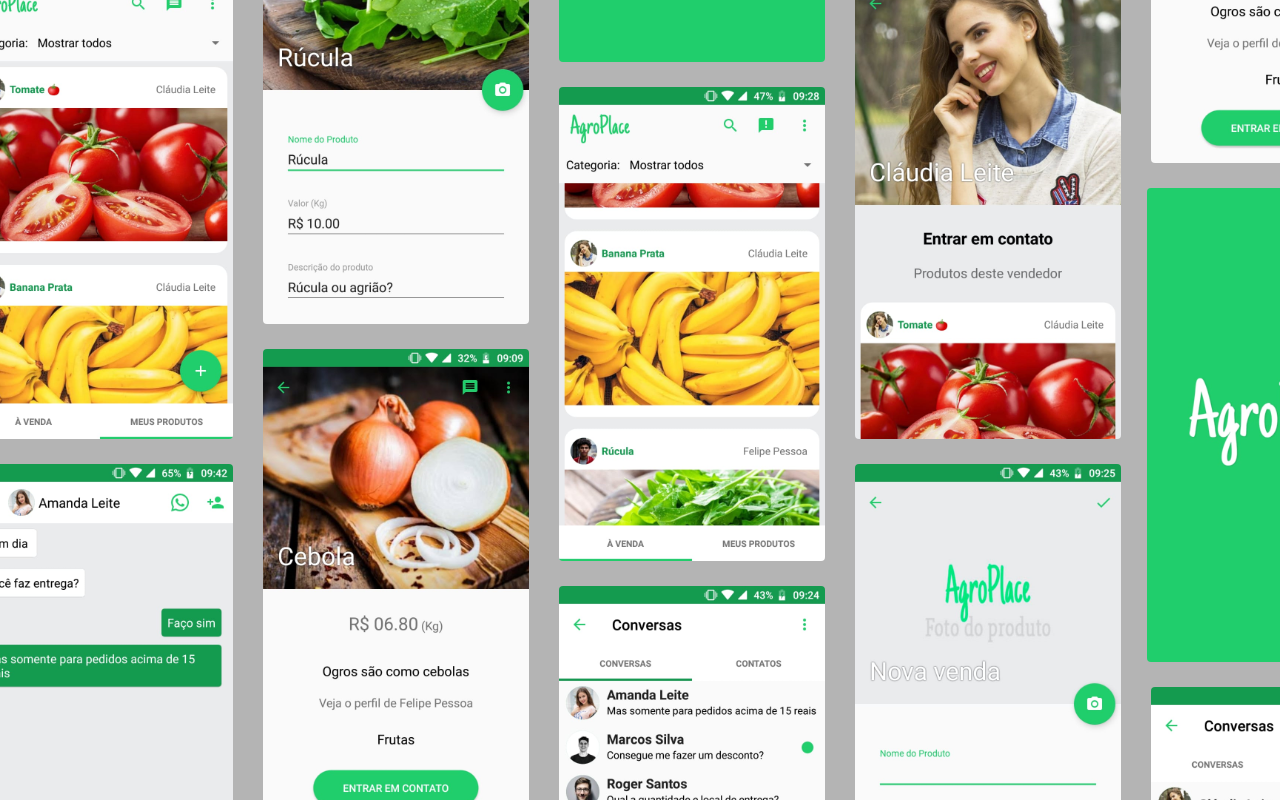 AgroPlace
Categoria: Mostrar todos
Tomate
Cláudia Leite
Banana Prata
Cláudia Leite
À VENDA
MEUS PRODUTOS
65% 09:42
Amanda Leite
m dia
cê faz entrega?
Faço sim
s somente para pedidos acima de 15
is
Rúcula
Nome do Produto
Rúcula
Valor (Kg)
R$ 10.00
Descrição do produto
Rúcula ou agrião?
32% 09:09
Cebola
R$ 06.80 (Kg)
Ogros são como cebolas
Veja o perfil de Felipe Pessoa
Frutas
ENTRAR EM CONTATO
47% 09:28
AgroPlace
Categoria: Mostrar todos
Banana Prata
Cláudia Leite
Rúcula
Felipe Pessoa
À VENDA
MEUS PRODUTOS
43% 09:24
Conversas
CONVERSAS
CONTATOS
Amanda Leite
Mas somente para pedidos acima de 15 reais
Marcos Silva
Consegue me fazer um desconto?
Roger Santos
Qual a quantidade e local de entrega?
Cláudia Leite
Entrar em contato
Produtos deste vendedor
Tomate
Cláudia Leite
43% 09:25
AgroPlace
Foto do produto
Nova venda
Nome do Produto
Ogros são c
Veja o perfil d
Fru
ENTRAR E
Agro
Conversas
CONVERSAS